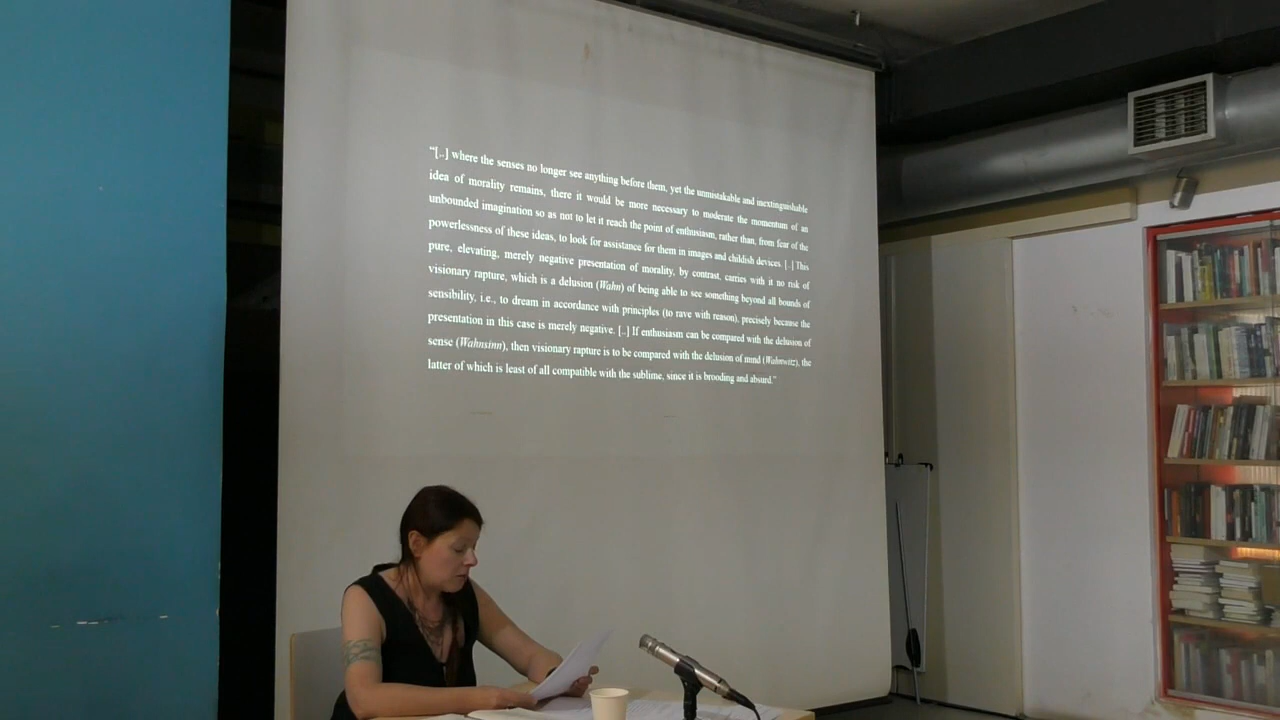 “[..] where the senses no longer see anything before them, yet the unmistakable and inextinguishable
idea of morality remains, there it would be more necessary to moderate the momentum of an
unbounded imagination so as not to let it reach the point of enthusiasm, rather than, from fear of the
powerlessness of these ideas, to look for assistance for them in images and childish devices. [..] This
pure, elevating, merely negative presentation of morality, by contrast, carries with it no risk of
visionary rapture, which is a delusion (Wahn) of being able to see something beyond all bounds of
sensibility, i.e., to dream in accordance with principles (to rave with reason), precisely because the
presentation in this case is merely negative. [..] If enthusiasm can be compared with the delusion of
sense (Wahnsinn), then visionary rapture is to be compared with the delusion of mind (Wahnwitz), the
latter of which is least of all compatible with the sublime, since it is brooding and absurd.”